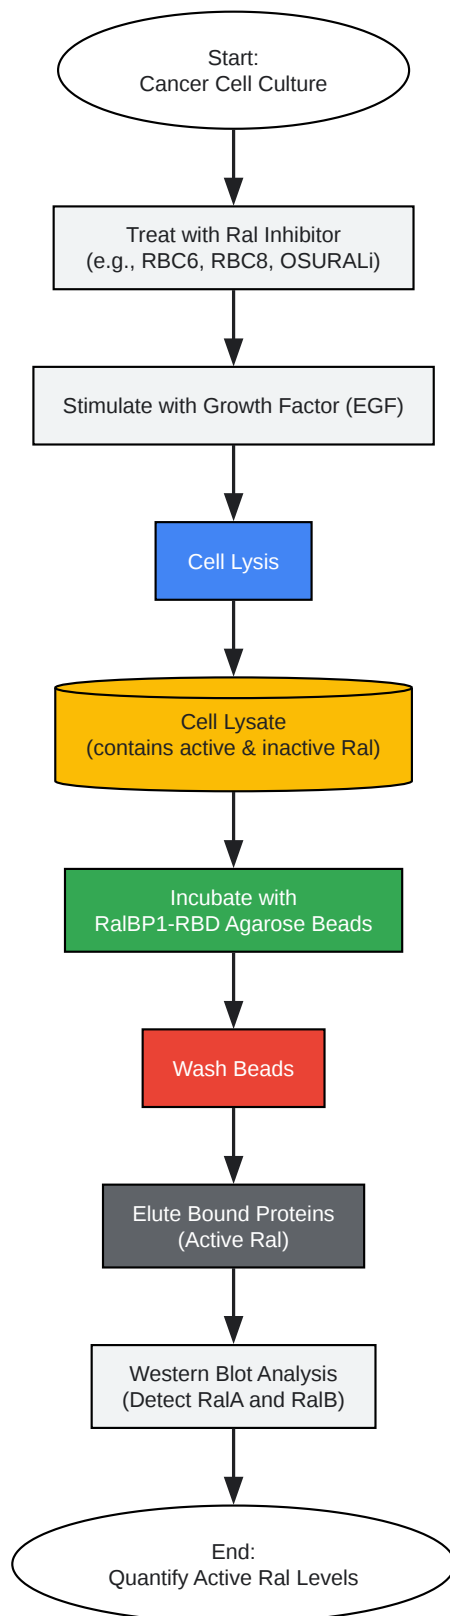 Start:
Cancer Cell Culture
Treat with Ral Inhibitor
(e.g., RBC6, RBC8, OSURALi)
Stimulate with Growth Factor (EGF)
Cell Lysis
Cell Lysate
(contains active & inactive Ral)
Incubate with
RalBP1-RBD Agarose Beads
Wash Beads
Elute Bound Proteins
(Active Ral)
Western Blot Analysis
(Detect RalA and RalB)
End:
Quantify Active Ral Levels